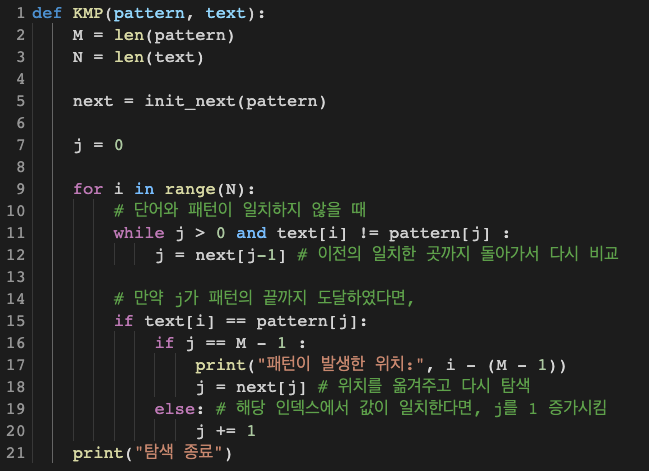 1 def KMP(pattern, text):
2     M = len(pattern)
3     N = len(text)
4
5     next = init_next(pattern)
6
7     j = 0
8
9     for i in range(N):
10         # 단어와 패턴이 일치하지 않을 때
11         while j > 0 and text[i] != pattern[j] :
12             j = next[j-1] # 이전의 일치한 곳까지 돌아가서 다시 비교
13
14         # 만약 j가 패턴의 끝까지 도달하였다면,
15         if text[i] == pattern[j]:
16             if j == M - 1 :
17                 print("패턴이 발생한 위치:", i - (M - 1))
18                 j = next[j] # 위치를 옮겨주고 다시 탐색
19             else: # 해당 인덱스에서 값이 일치한다면, j를 1 증가시킴
20                 j += 1
21     print("탐색 종료")